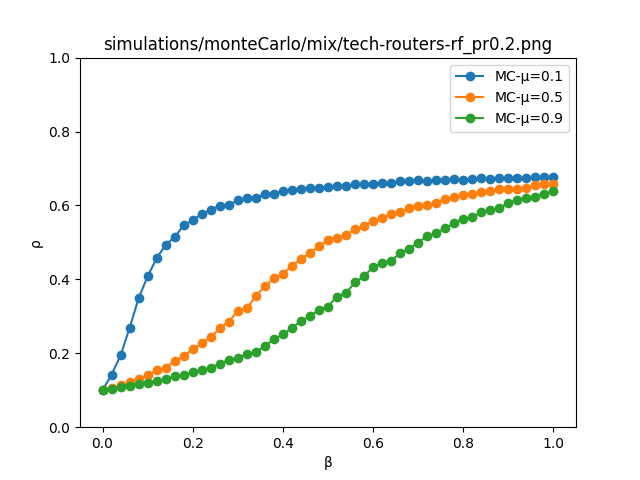 simulations/monteCarlo/mix/tech-routers-rf_pr0.2.png
MC-μ=0.1
MC-μ=0.5
MC-μ=0.9
1.0
0.8
0.6
0.4
0.2
0.0
ρ
0.0 0.2 0.4 0.6 0.8 1.0
β